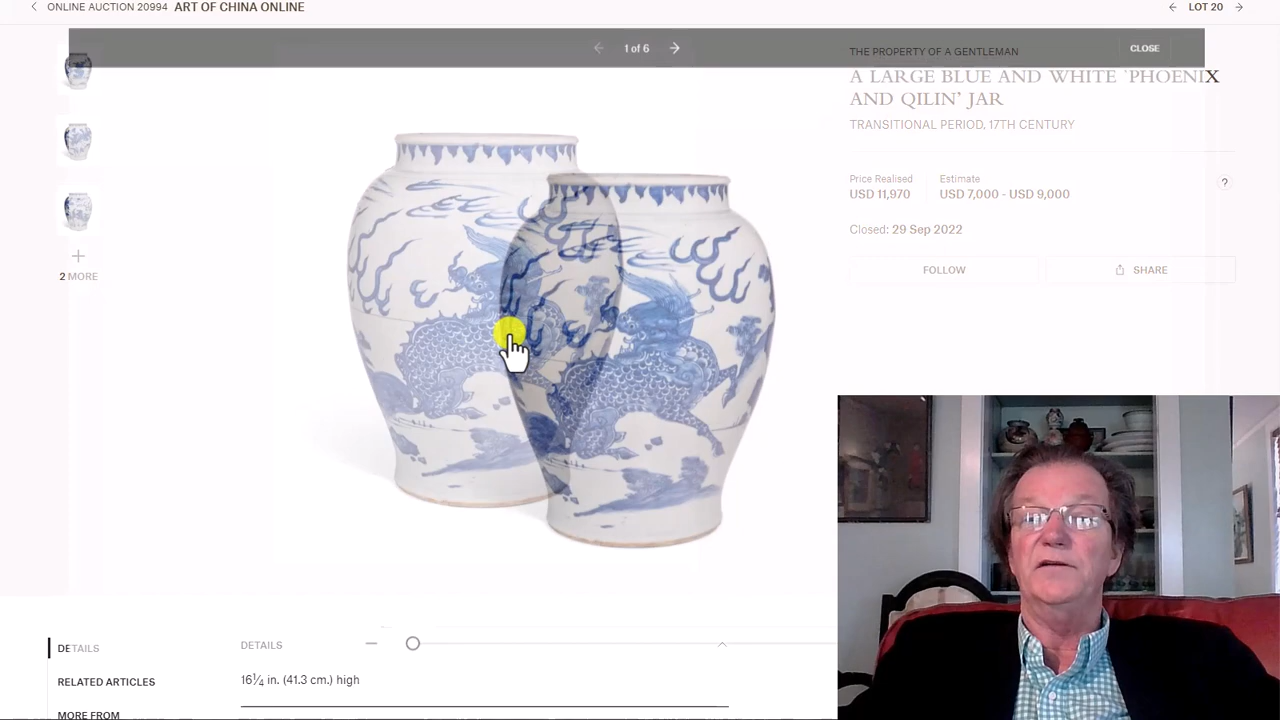 ONLINE AUCTION 20994 ART OF CHINA ONLINE
LOT 20
1 of 6
CLOSE
THE PROPERTY OF A GENTLEMAN
A LARGE BLUE AND WHITE 'PHOENIX
AND QILIN' JAR
TRANSITIONAL PERIOD, 17TH CENTURY
Price Realised
USD 11,970
Estimate
USD 7,000 - USD 9,000
?
Closed: 29 Sep 2022
FOLLOW
SHARE
2 MORE
DETAILS
RELATED ARTICLES
MORE FROM
DETAILS
16¼ in. (41.3 cm.) high